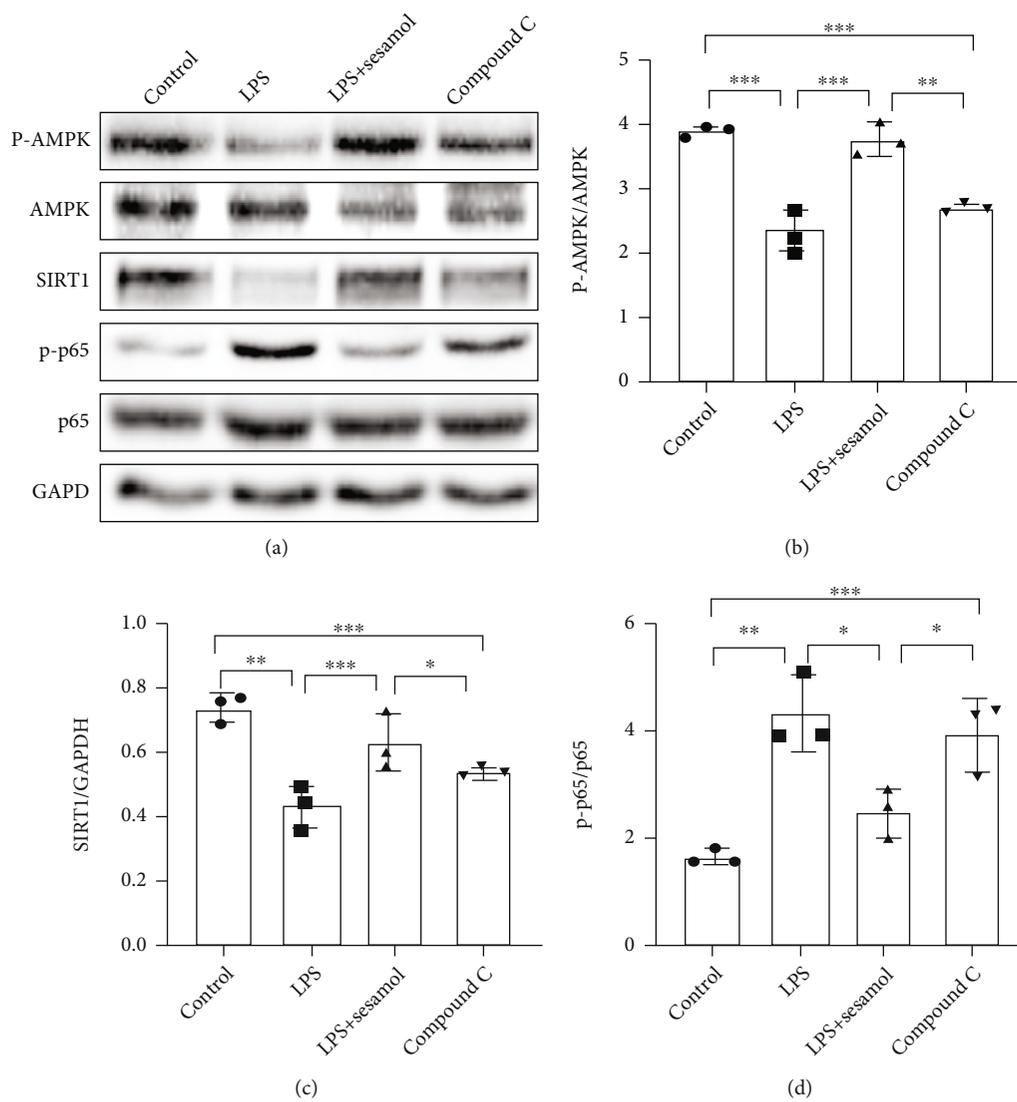 Control
LPS
LPS+sesamol
Compound C
P-AMPK
AMPK
SIRT1
p-p65
p65
GAPD
(a)
***
***
***
**
5
4
3
2
1
0
P-AMPK/AMPK
Control
LPS
LPS+sesamol
Compound C
(b)
***
**
***
*
1.0
0.8
0.6
0.4
0.2
0.0
SIRT1/GAPDH
Control
LPS
LPS+sesamol
Compound C
(c)
***
**
*
*
6
4
2
0
p-p65/p65
Control
LPS
LPS+sesamol
Compound C
(d)